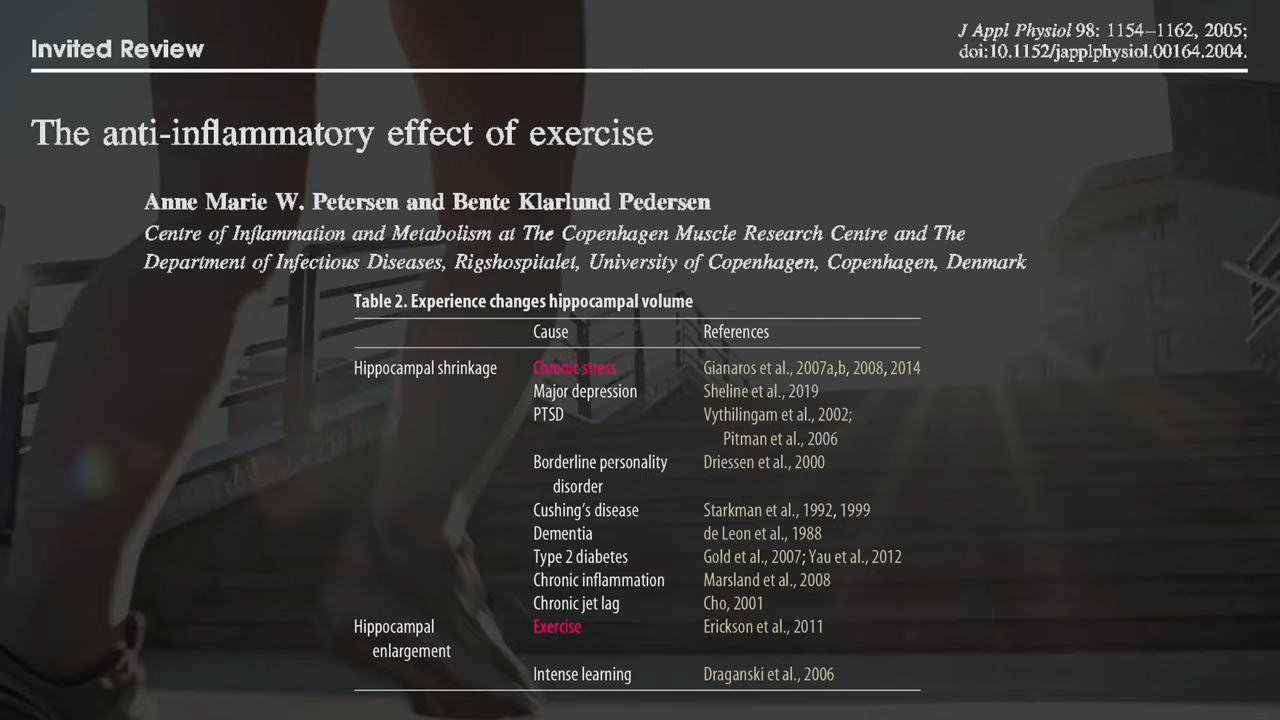 Invited Review
J Appl Physiol 98: 1154–1162, 2005;
doi:10.1152/japplphysiol.00164.2004.
The anti-inflammatory effect of exercise
Anne Marie W. Petersen and Bente Klarlund Pedersen
Centre of Inflammation and Metabolism at The Copenhagen Muscle Research Centre and The
Department of Infectious Diseases, Rigshospitalet, University of Copenhagen, Copenhagen, Denmark
Table 2. Experience changes hippocampal volume
Cause References
Hippocampal shrinkage Chronic stress Gianaros et al., 2007a,b, 2008, 2014
Major depression Sheline et al., 2019
PTSD Vythilingam et al., 2002;
Pitman et al., 2006
Borderline personality Driessen et al., 2000
disorder
Cushing's disease Starkman et al., 1992, 1999
Dementia de Leon et al., 1988
Type 2 diabetes Gold et al., 2007; Yau et al., 2012
Chronic inflammation Marsland et al., 2008
Chronic jet lag Cho, 2001
Hippocampal Exercise Erickson et al., 2011
enlargement
Intense learning Draganski et al., 2006